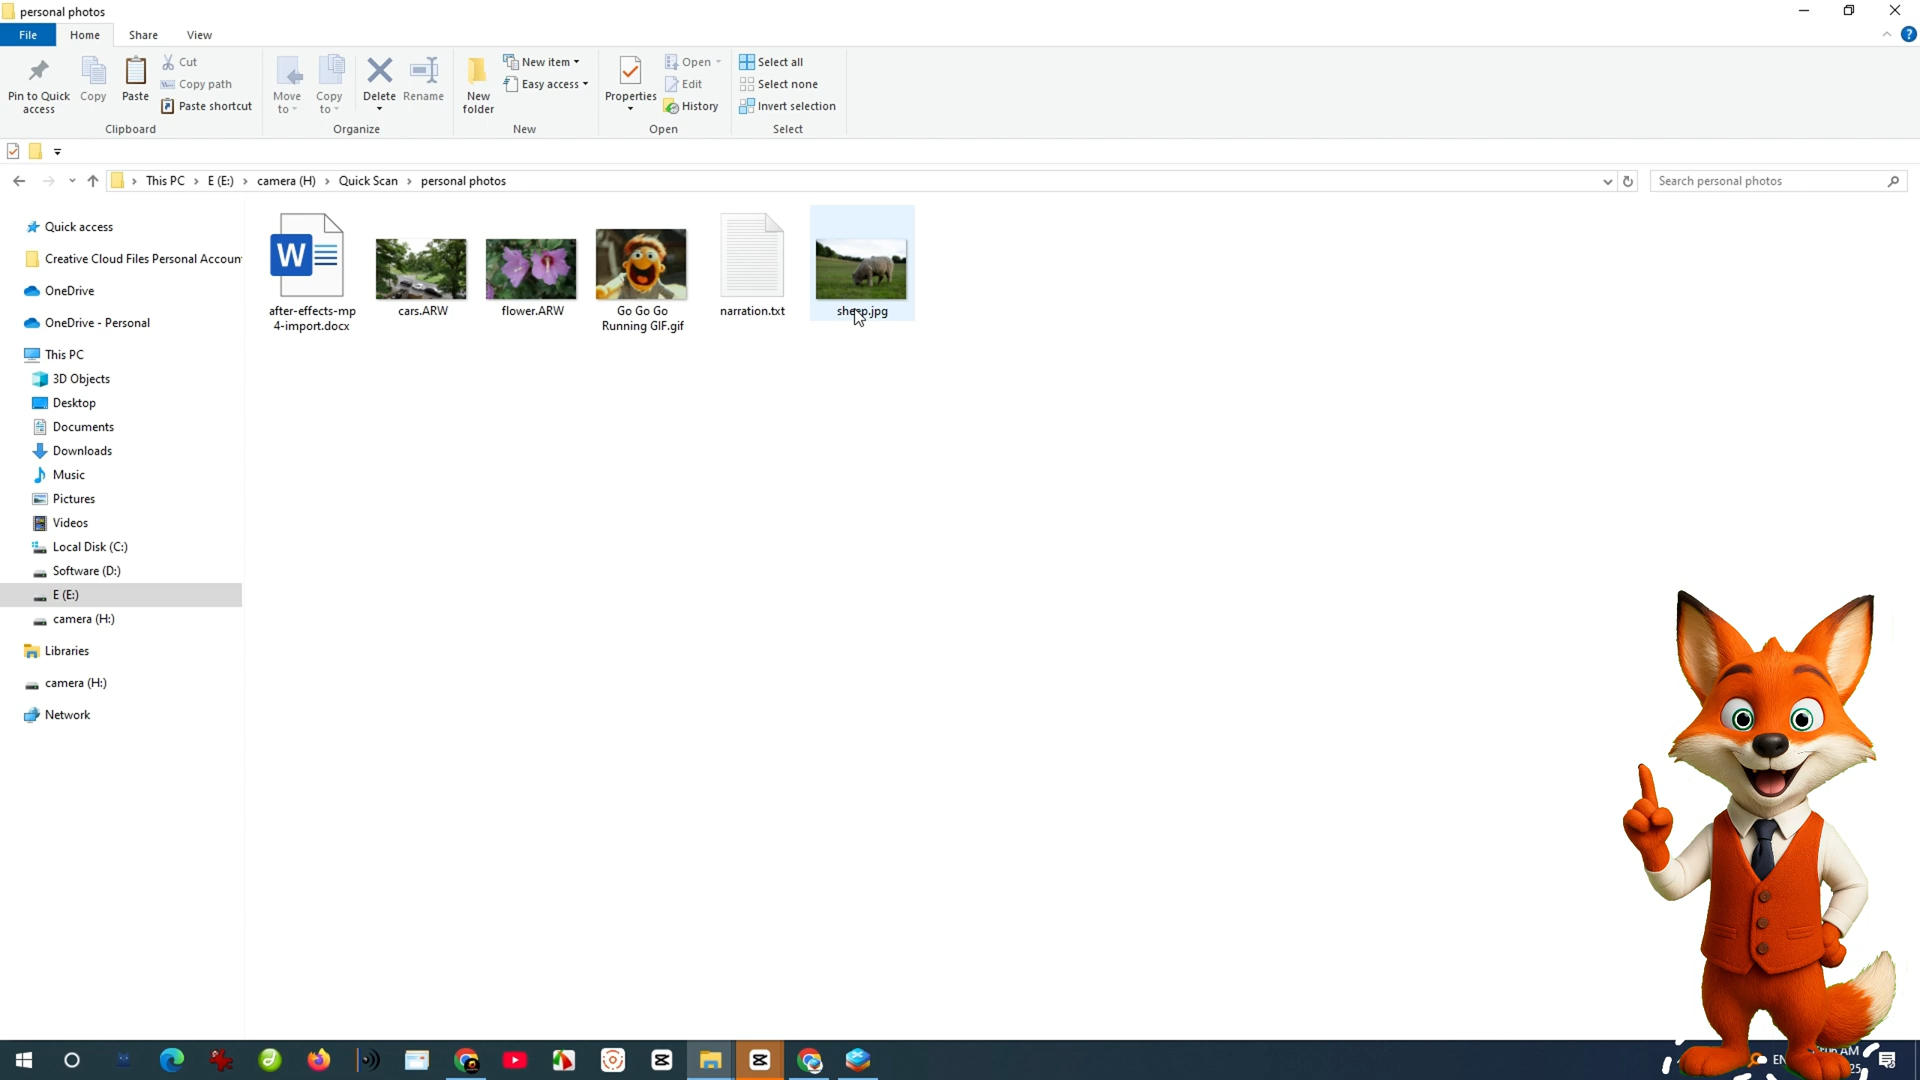 personal photos
File Home Share View
Pin to Quick access
Copy
Paste
Cut
Copy path
Paste shortcut
Clipboard
Move to
Copy to
Delete
Rename
Organize
New folder
New item
Easy access
New
Properties
Open
Edit
History
Open
Select all
Select none
Invert selection
Select
This PC > E (E:) > camera (H) > Quick Scan > personal photos
Search personal photos
Quick access
Creative Cloud Files Personal Accoun
OneDrive
OneDrive - Personal
This PC
3D Objects
Desktop
Documents
Downloads
Music
Pictures
Videos
Local Disk (C:)
Software (D:)
E (E:)
camera (H:)
Libraries
camera (H:)
Network
after-effects-mp
4-import.docx
cars.ARW
flower.ARW
Go Go Go
Running GIF.gif
narration.txt
sheep.jpg
W
AM